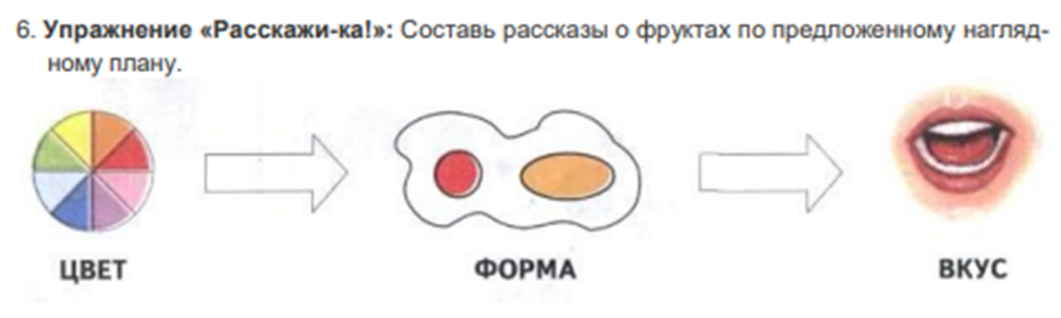 6. Упражнение «Расскажи-ка!»: Составь рассказы о фруктах по предложенному нагляд-
ному плану.
ЦВЕТ
ФОРМА
ВКУС